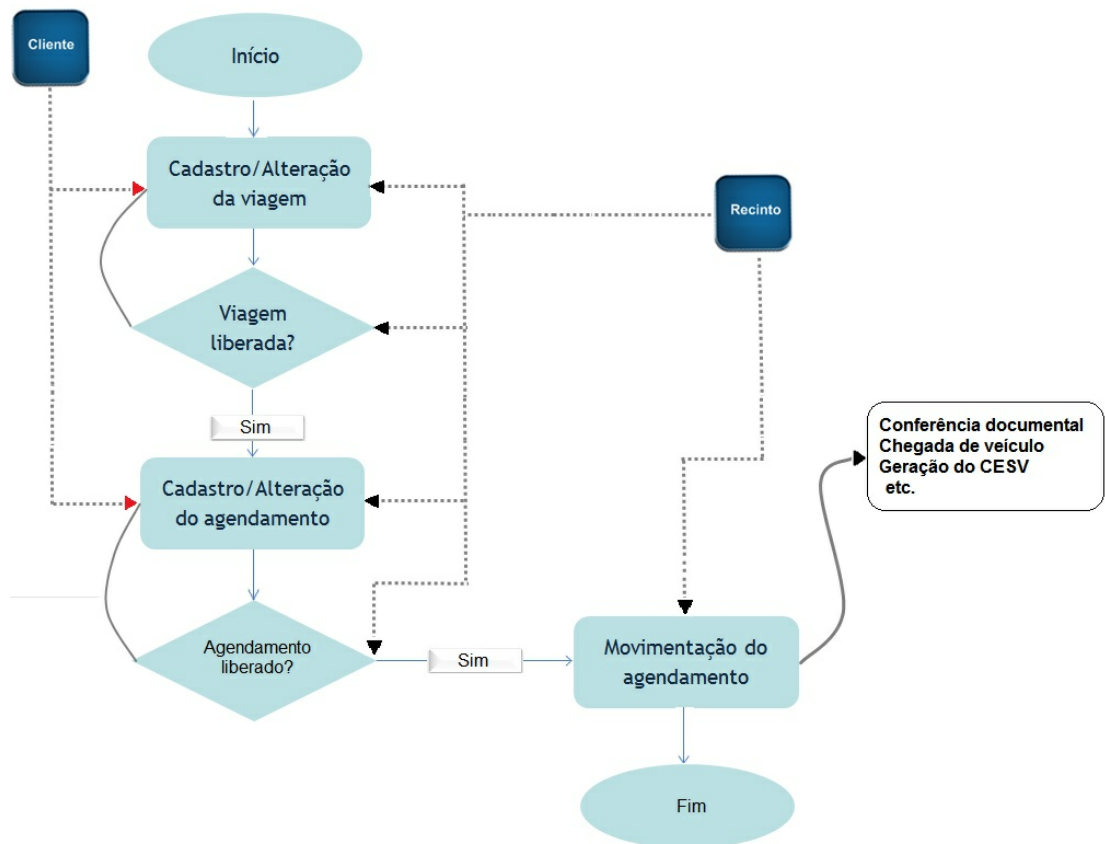 Cliente
Início
Cadastro/Alteração
da viagem
Recinto
Viagem
liberada?
Sim
Conferência documental
Chegada de veículo
Geração do CESV
etc.
Cadastro/Alteração
do agendamento
Agendamento
liberado?
Sim
Movimentação do
agendamento
Fim